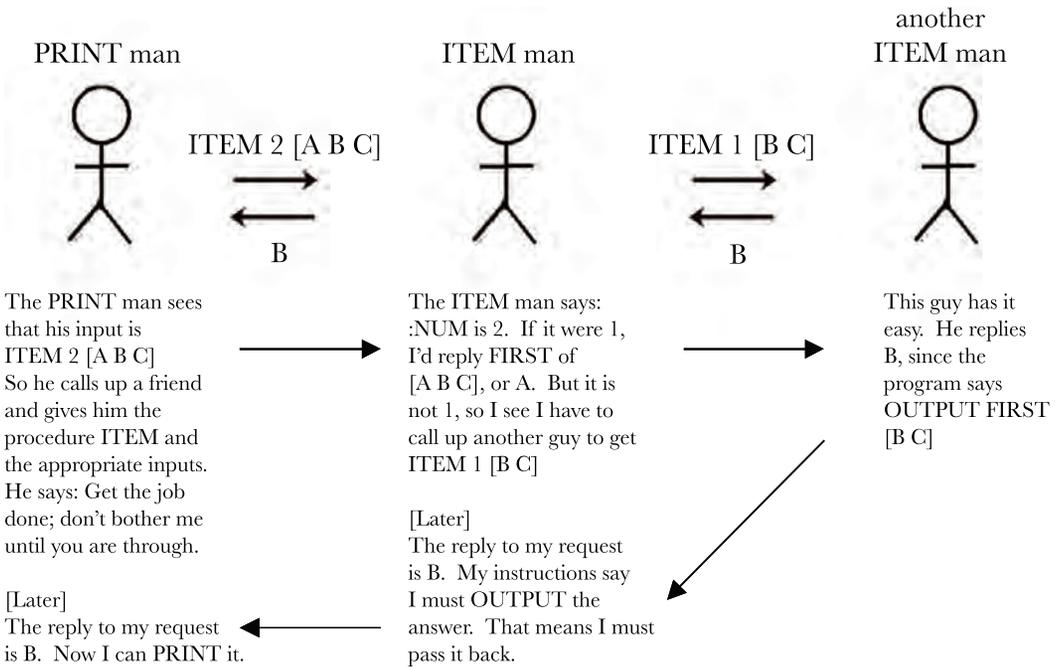 PRINT man
ITEM man
another
ITEM man
ITEM 2 [A B C]
B
ITEM 1 [B C]
B
The PRINT man sees
that his input is
ITEM 2 [A B C]
So he calls up a friend
and gives him the
procedure ITEM and
the appropriate inputs.
He says: Get the job
done; don't bother me
until you are through.
[Later]
The reply to my request
is B. Now I can PRINT it.
The ITEM man says:
:NUM is 2. If it were 1,
I'd reply FIRST of
[A B C], or A. But it is
not 1, so I see I have to
call up another guy to get
ITEM 1 [B C]
[Later]
The reply to my request
is B. My instructions say
I must OUTPUT the
answer. That means I must
pass it back.
This guy has it
easy. He replies
B, since the
program says
OUTPUT FIRST
[B C]